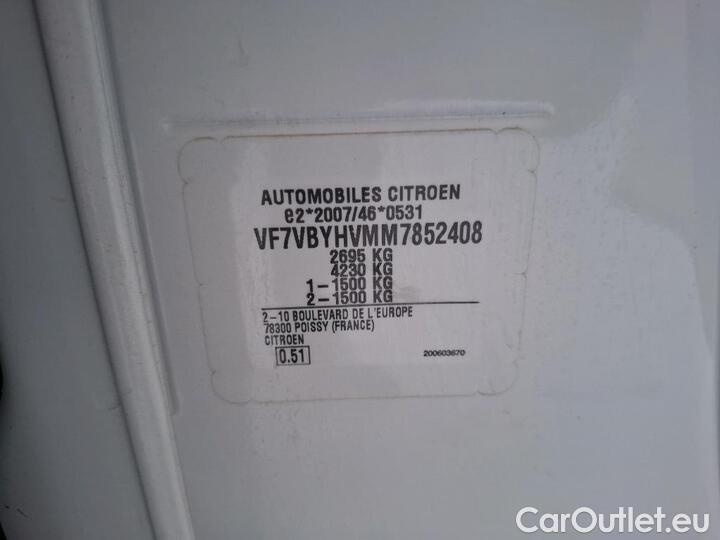 AUTOMOBILES CITROEN
e2*2007/46*0531
VF7VBYHVMM7852408
2695 KG
4230 KG
1-1500 KG
2-1500 KG
2-10 BOULEVARD DE L'EUROPE
78300 POISSY (FRANCE)
CITROEN
0.51 200603670
CarOutlet.eu